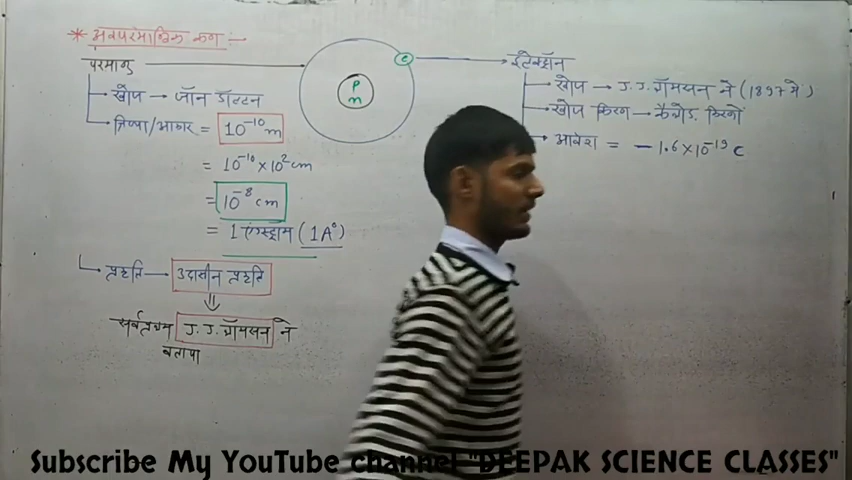 * अवपरमाण्विक कण :-
परमाणु
खोज → जॉन डॉल्टन
त्रिज्या/आकार = 10⁻¹⁰ m
= 10⁻¹⁰ × 10² cm
= 10⁻⁸ cm
= 1 एंग्स्ट्रॉम (1A°)
प्रकृति — उदासीन प्रकृति
⇓
सर्वप्रथम J.J. थॉमसन ने
बताया
e
P
n
इलेक्ट्रॉन
खोज → J.J. थॉमसन ने (1897 में)
खोज किरण → कैथोड किरणों
आवेश = – 1.6 × 10⁻¹⁹ C
Subscribe My YouTube channel "DEEPAK SCIENCE CLASSES"